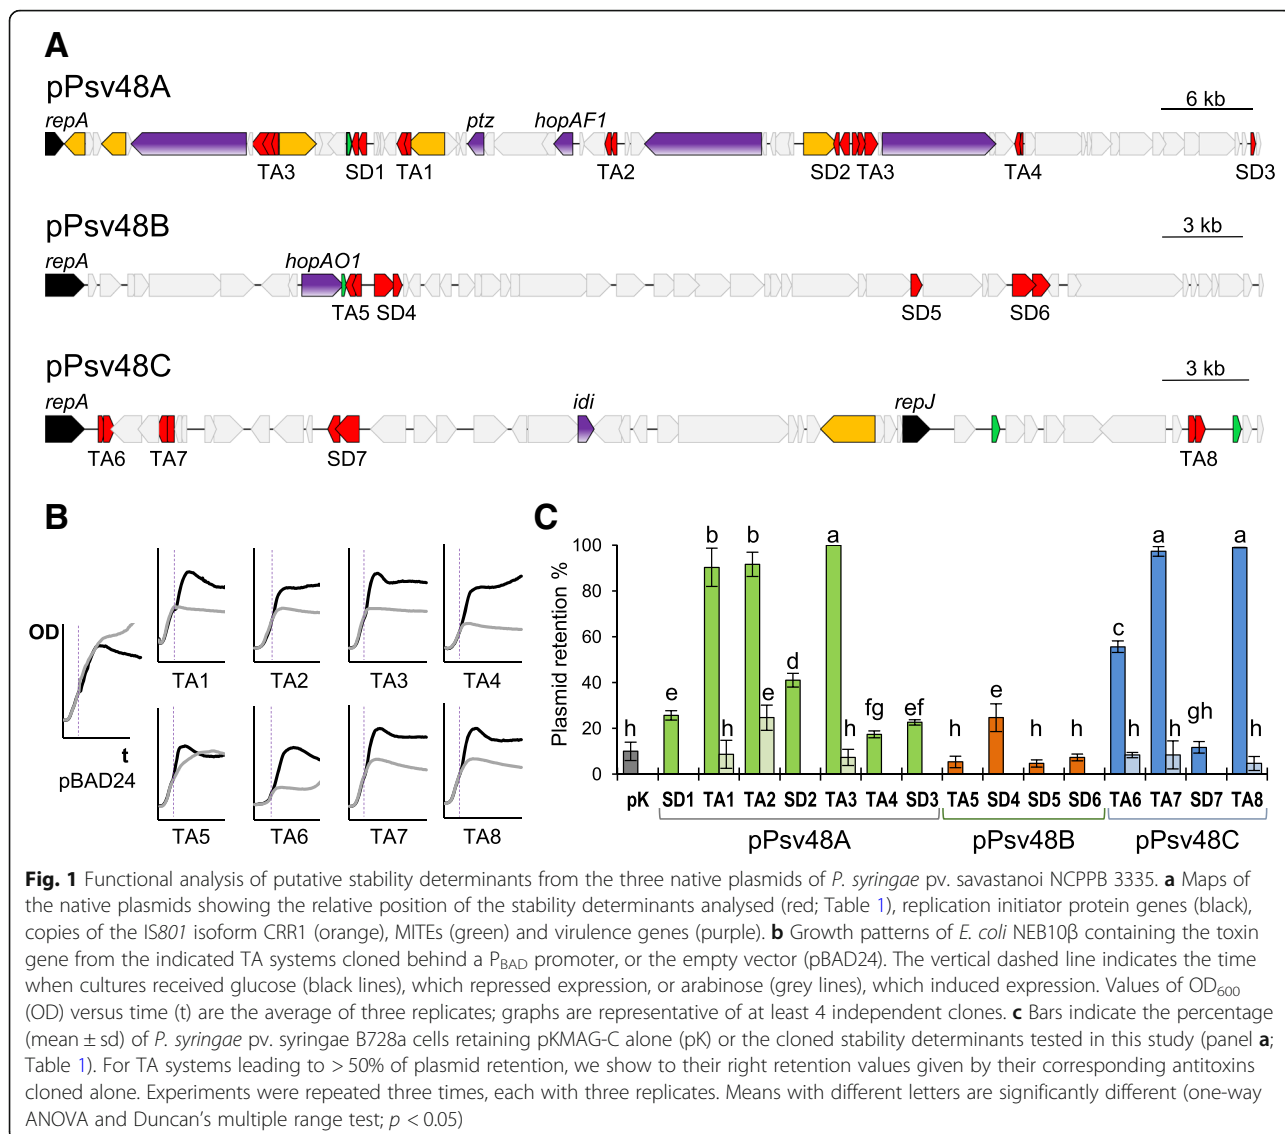 A
pPsv48A
6 kb
repA
ptz
hopAF1
TA3
SD1
TA1
TA2
SD2
TA3
TA4
SD3
pPsv48B
3 kb
repA
hopAO1
TA5
SD4
SD5
SD6
pPsv48C
3 kb
repA
idi
repJ
TA6
TA7
SD7
TA8
B
OD
t
pBAD24
TA1
TA2
TA3
TA4
TA5
TA6
TA7
TA8
C
Plasmid retention %
100
80
60
40
20
0
h
e
b
h
b
e
d
a
h
fg
ef
h
e
h
h
c
h
a
h
gh
a
h
pK SD1 TA1 TA2 SD2 TA3 TA4 SD3 TA5 SD4 SD5 SD6 TA6 TA7 SD7 TA8
pPsv48A pPsv48B pPsv48C
Fig. 1 Functional analysis of putative stability determinants from the three native plasmids of P. syringae pv. savastanoi NCPPB 3335. a Maps of
the native plasmids showing the relative position of the stability determinants analysed (red; Table 1), replication initiator protein genes (black),
copies of the IS801 isoform CRR1 (orange), MITEs (green) and virulence genes (purple). b Growth patterns of E. coli NEB10β containing the toxin
gene from the indicated TA systems cloned behind a PBAD promoter, or the empty vector (pBAD24). The vertical dashed line indicates the time
when cultures received glucose (black lines), which repressed expression, or arabinose (grey lines), which induced expression. Values of OD600
(OD) versus time (t) are the average of three replicates; graphs are representative of at least 4 independent clones. c Bars indicate the percentage
(mean ± sd) of P. syringae pv. syringae B728a cells retaining pKMAG-C alone (pK) or the cloned stability determinants tested in this study (panel a;
Table 1). For TA systems leading to > 50% of plasmid retention, we show to their right retention values given by their corresponding antitoxins
cloned alone. Experiments were repeated three times, each with three replicates. Means with different letters are significantly different (one-way
ANOVA and Duncan's multiple range test; p < 0.05)